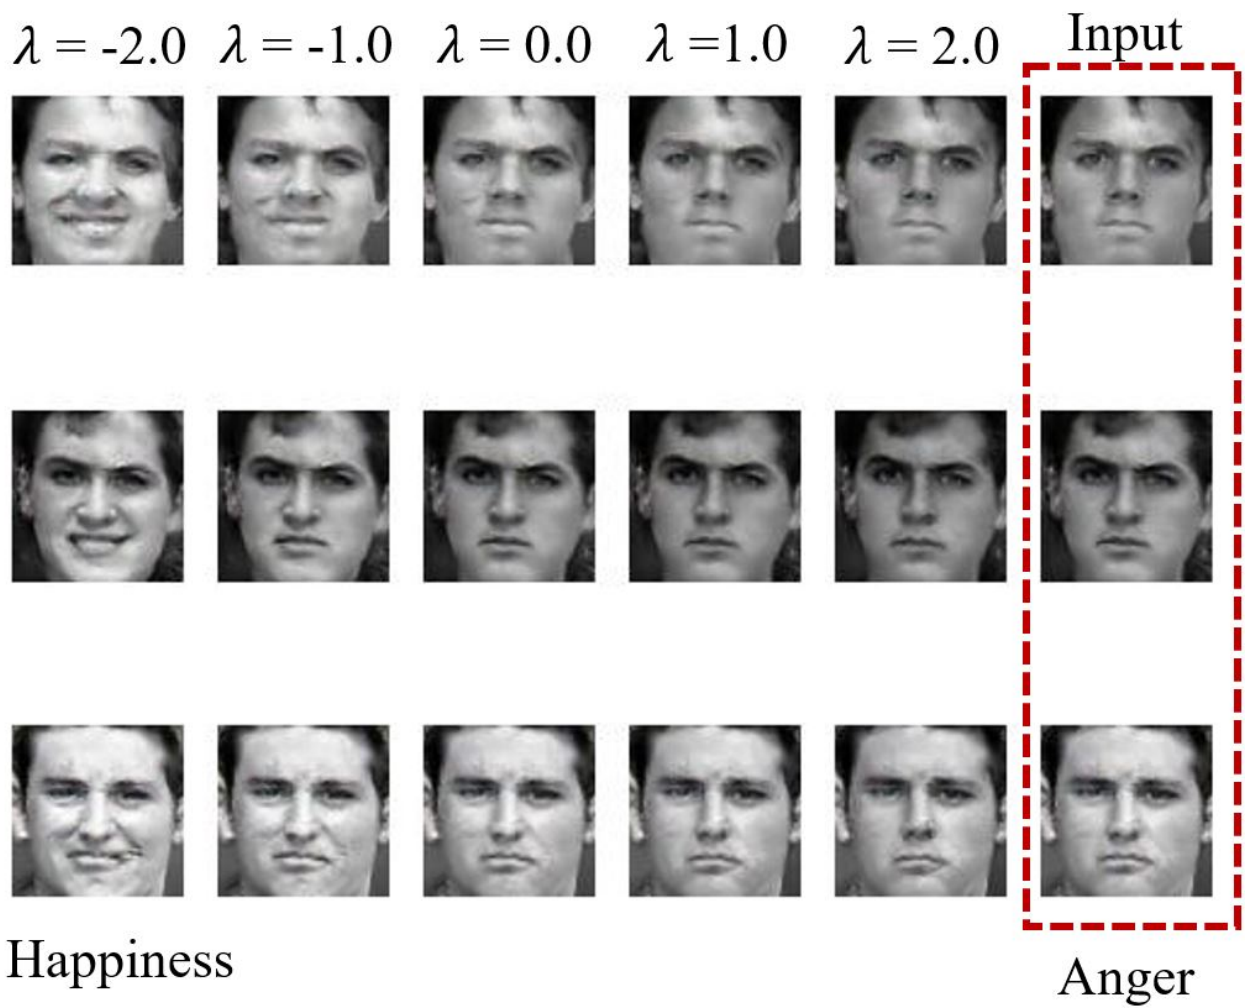 λ = -2.0 λ = -1.0 λ = 0.0 λ =1.0 λ = 2.0 Input
Happiness
Anger